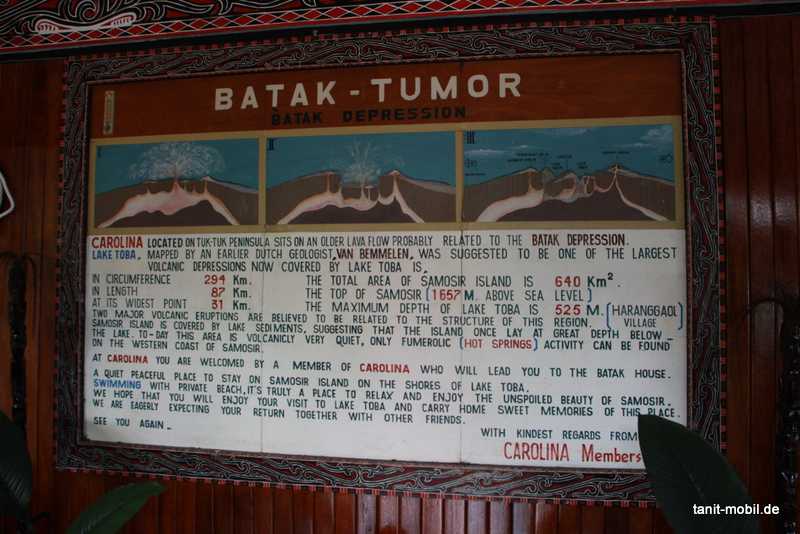 BATAK - TUMOR
BATAK DEPRESSION
I
II
III
CAROLINA LOCATED ON TUK-TUK PENINSULA SITS ON AN OLDER LAVA FLOW PROBABLY RELATED TO THE BATAK DEPRESSION.
LAKE TOBA, MAPPED BY AN EARLIER DUTCH GEOLOGIST, VAN BEMMELEN, WAS SUGGESTED TO BE ONE OF THE LARGEST
VOLCANIC DEPRESSIONS NOW COVERED BY LAKE TOBA IS,
IN CIRCUMFERENCE 294 Km. THE TOTAL AREA OF SAMOSIR ISLAND IS 640 Km².
IN LENGTH 87 Km. THE TOP OF SAMOSIR (1657 M. ABOVE SEA LEVEL)
AT ITS WIDEST POINT 31 Km. THE MAXIMUM DEPTH OF LAKE TOBA IS 525 M. (HARANGGAOL VILLAGE)
TWO MAJOR VOLCANIC ERUPTIONS ARE BELIEVED TO BE RELATED TO THE STRUCTURE OF THIS REGION.
SAMOSIR ISLAND IS COVERED BY LAKE SEDIMENTS, SUGGESTING THAT THE ISLAND ONCE LAY AT GREAT DEPTH BELOW _
THE LAKE. TO-DAY THIS AREA IS VOLCANICLY VERY QUIET, ONLY FUMEROLIC (HOT SPRINGS) ACTIVITY CAN BE FOUND
ON THE WESTERN COAST OF SAMOSIR.
AT CAROLINA YOU ARE WELCOMED BY A MEMBER OF CAROLINA WHO WILL LEAD YOU TO THE BATAK HOUSE.
A QUIET PEACEFUL PLACE TO STAY ON SAMOSIR ISLAND ON THE SHORES OF LAKE TOBA.
SWIMMING WITH PRIVATE BEACH, IT'S TRULY A PLACE TO RELAX AND ENJOY THE UNSPOILED BEAUTY OF SAMOSIR.
WE HOPE THAT YOU WILL ENJOY YOUR VISIT TO LAKE TOBA AND CARRY HOME SWEET MEMORIES OF THIS PLACE.
WE ARE EAGERLY EXPECTING YOUR RETURN TOGETHER WITH OTHER FRIENDS.
SEE YOU AGAIN _
WITH KINDEST REGARDS FROM
CAROLINA Members
tanit-mobil.de